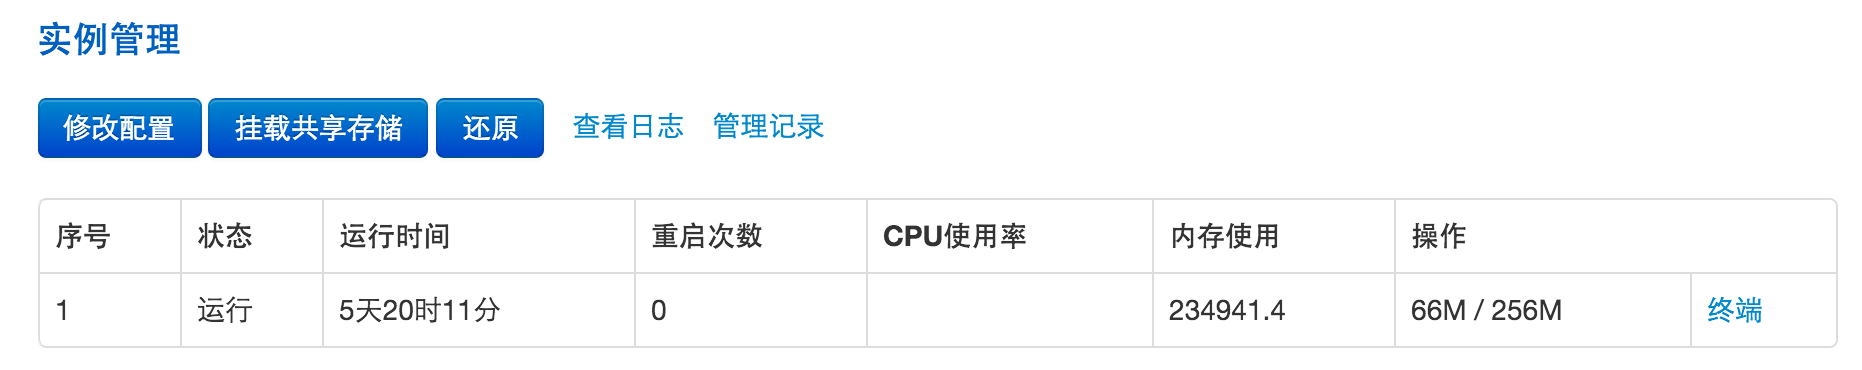 实例管理
修改配置 挂载共享存储 还原 查看日志 管理记录
序号 状态 运行时间 重启次数 CPU使用率 内存使用 操作
1 运行 5天20时11分 0 234941.4 66M / 256M 终端